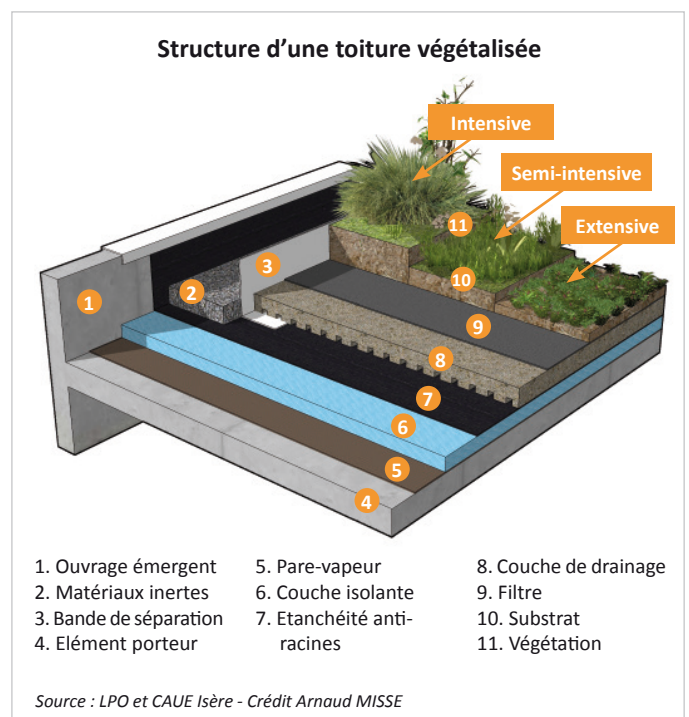 Structure d'une toiture végétalisée
Intensive
Semi-intensive
Extensive
11
10
3
2
1
9
8
7
6
5
4
1. Ouvrage émergent
2. Matériaux inertes
3. Bande de séparation
4. Elément porteur
5. Pare-vapeur
6. Couche isolante
7. Etanchéité anti-
racines
8. Couche de drainage
9. Filtre
10. Substrat
11. Végétation
Source : LPO et CAUE Isère - Crédit Arnaud MISSE